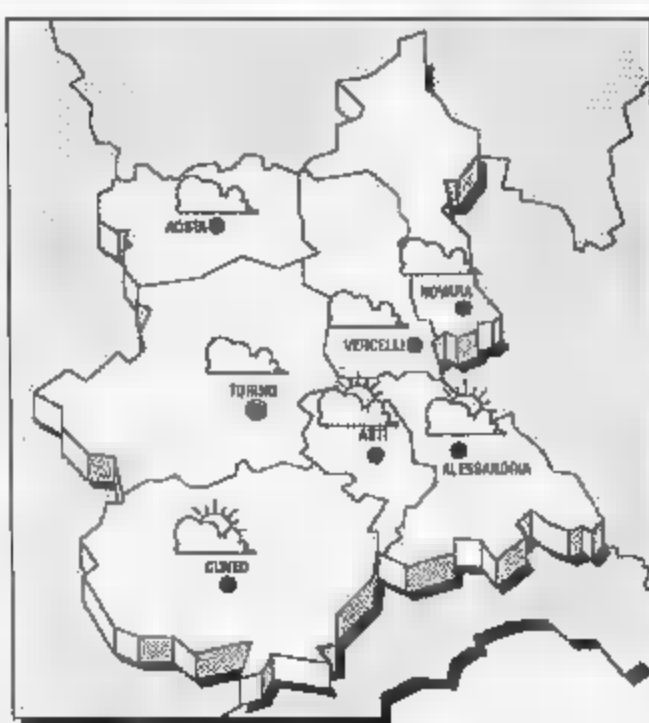 AOSTA
NOVARA
VERCELLI
TORINO
ASTI
ALESSANDRIA
CUNEO